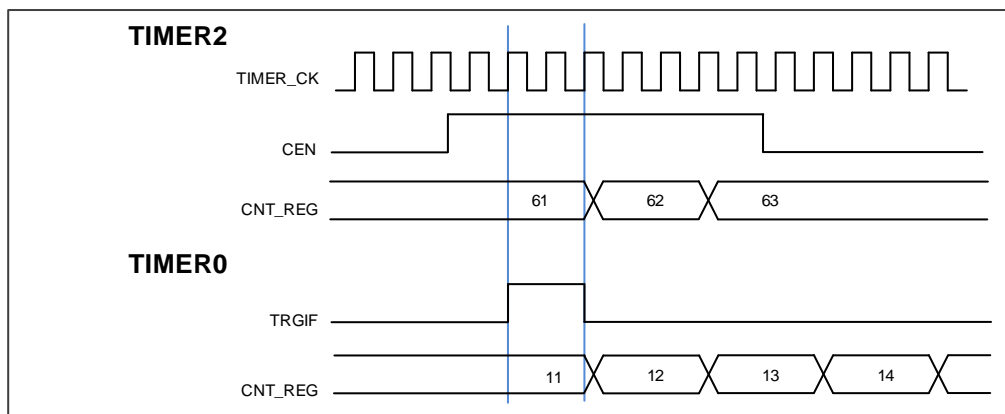 TIMER2
TIMER_CK
CEN
CNT_REG 61 62 63
TIMER0
TRGIF
CNT_REG 11 12 13 14